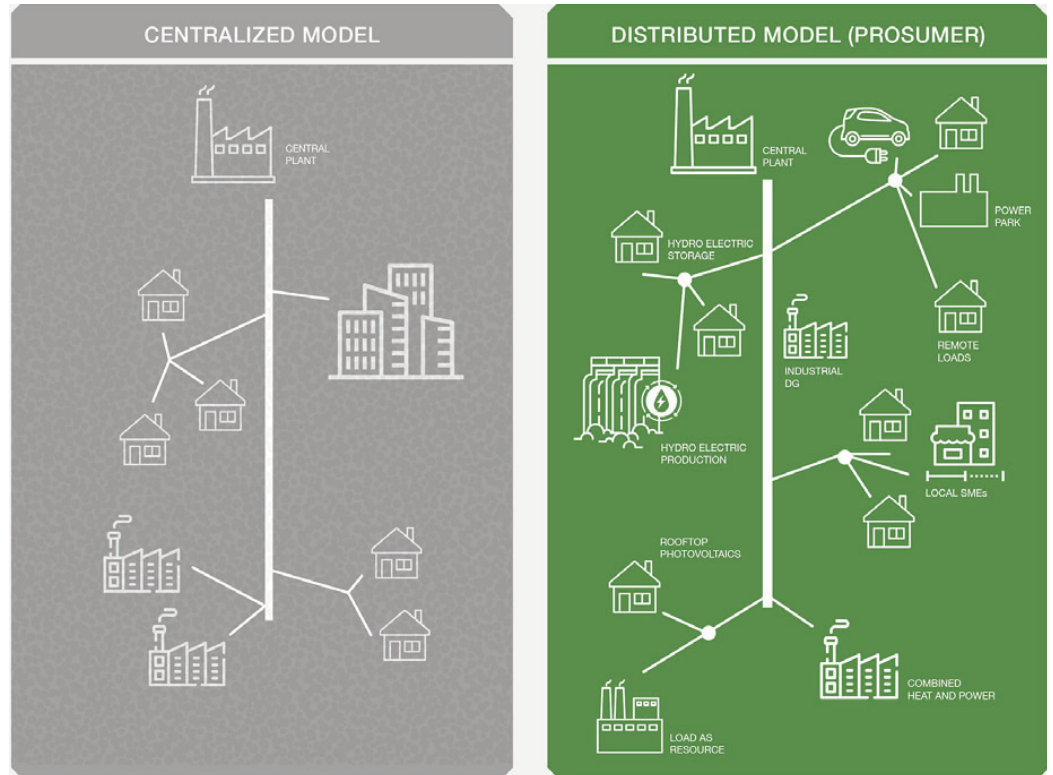 CENTRALIZED MODEL
CENTRAL
PLANT
DISTRIBUTED MODEL (PROSUMER)
CENTRAL
PLANT
POWER
PARK
HYDRO ELECTRIC
STORAGE
REMOTE
LOADS
INDUSTRIAL
DG
HYDRO ELECTRIC
PRODUCTION
LOCAL SMEs
ROOFTOP
PHOTOVOLTAICS
COMBINED
HEAT AND POWER
LOAD AS
RESOURCE